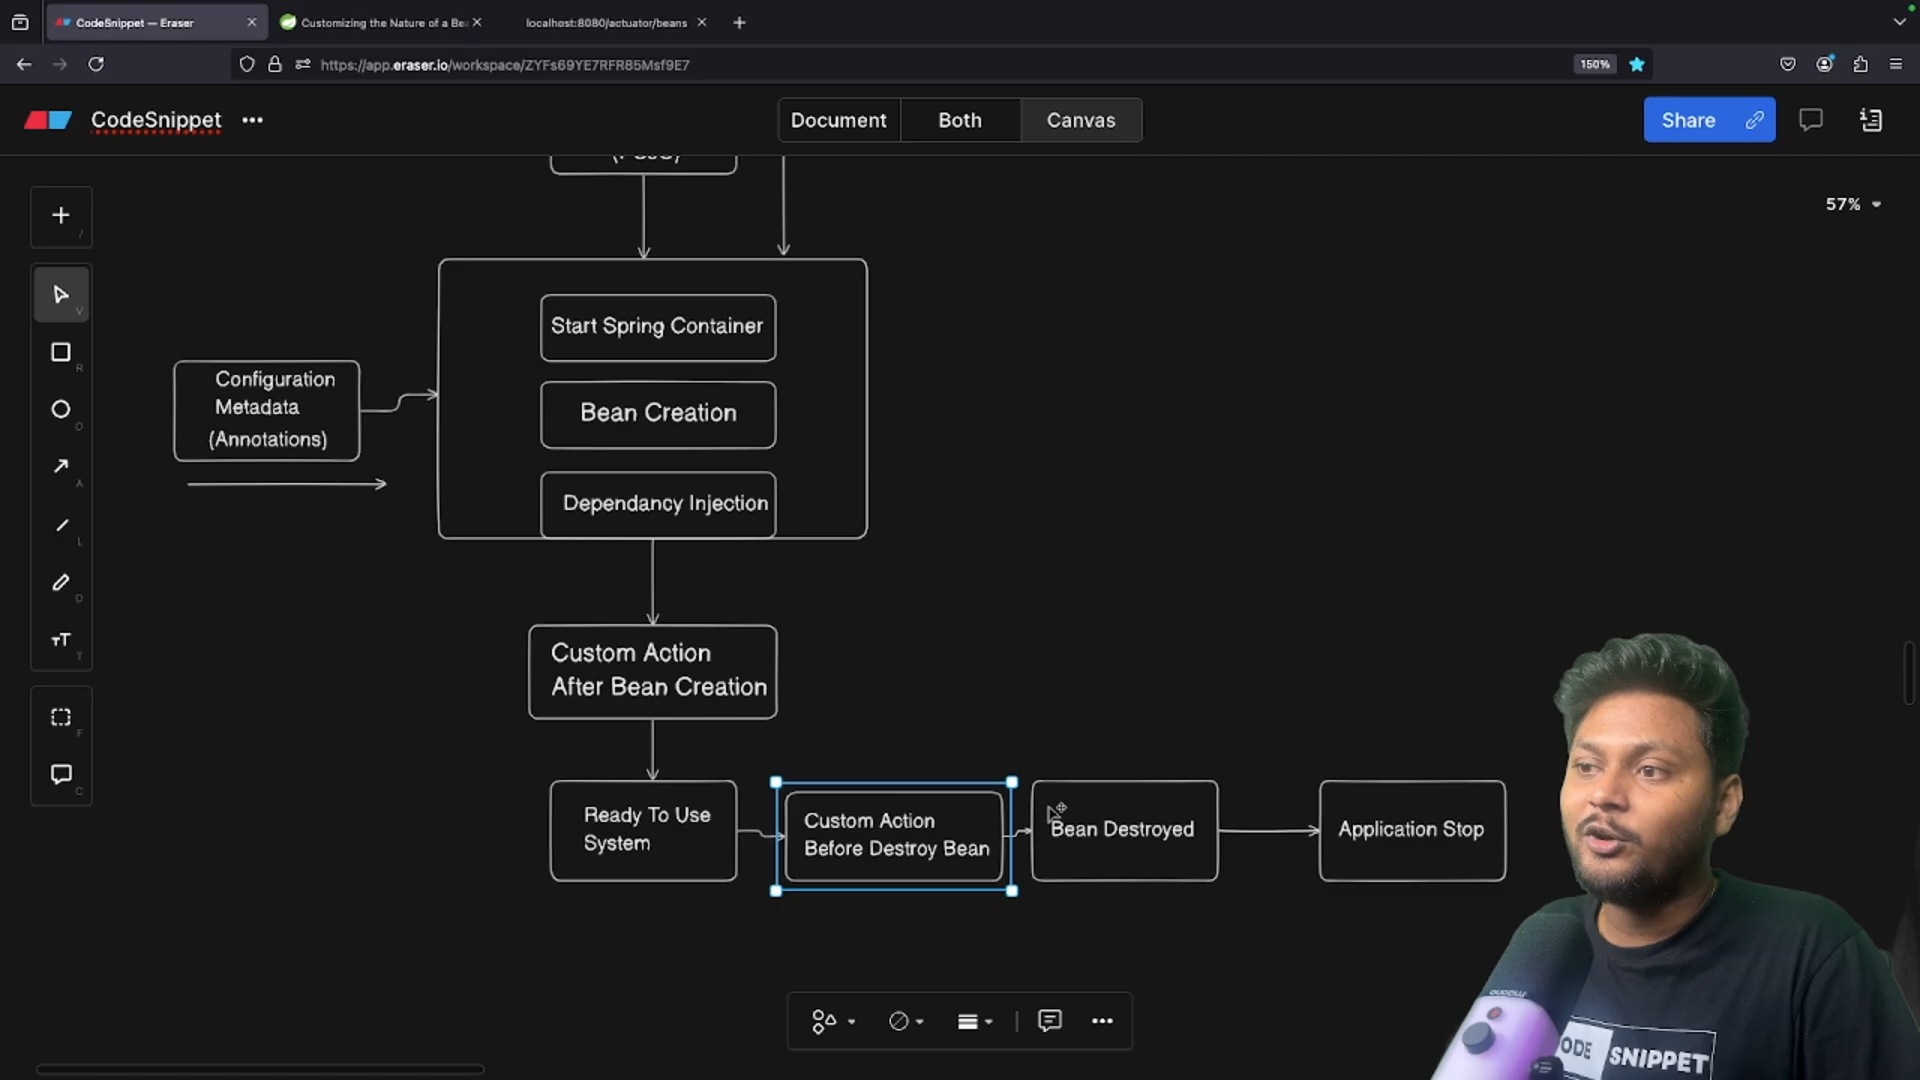 CodeSnippet — Eraser
Customizing the Nature of a Be
localhost:8080/actuator/beans
https://app.eraser.io/workspace/ZYFs69YE7RFR85Msf9E7
150%
CodeSnippet
Document
Both
Canvas
Share
57%
/
V
R
O
A
L
D
T
F
C
Start Spring Container
Configuration
Metadata
(Annotations)
Bean Creation
Dependancy Injection
Custom Action
After Bean Creation
Ready To Use
System
Custom Action
Before Destroy Bean
Bean Destroyed
Application Stop
ODE SNIPPET